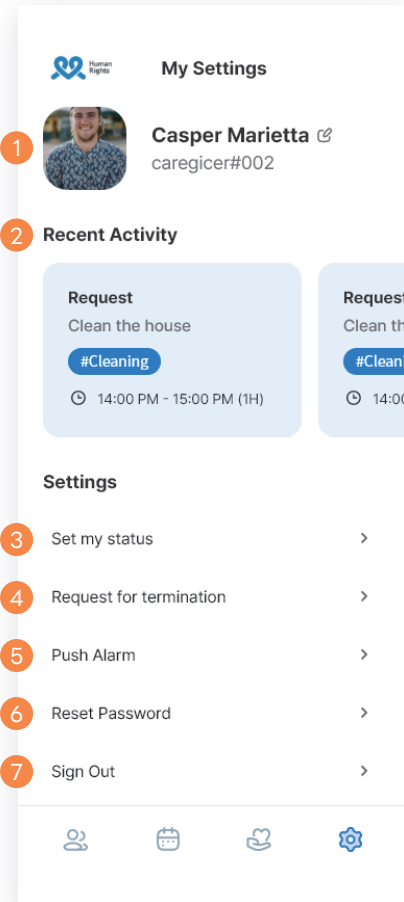 Human
Rights
My Settings
1
Casper Marietta
caregicer#002
2
Recent Activity
Request
Clean the house
#Cleaning
14:00 PM - 15:00 PM (1H)
Request
Clean th
#Clean
14:00
Settings
3
Set my status
4
Request for termination
5
Push Alarm
6
Reset Password
7
Sign Out